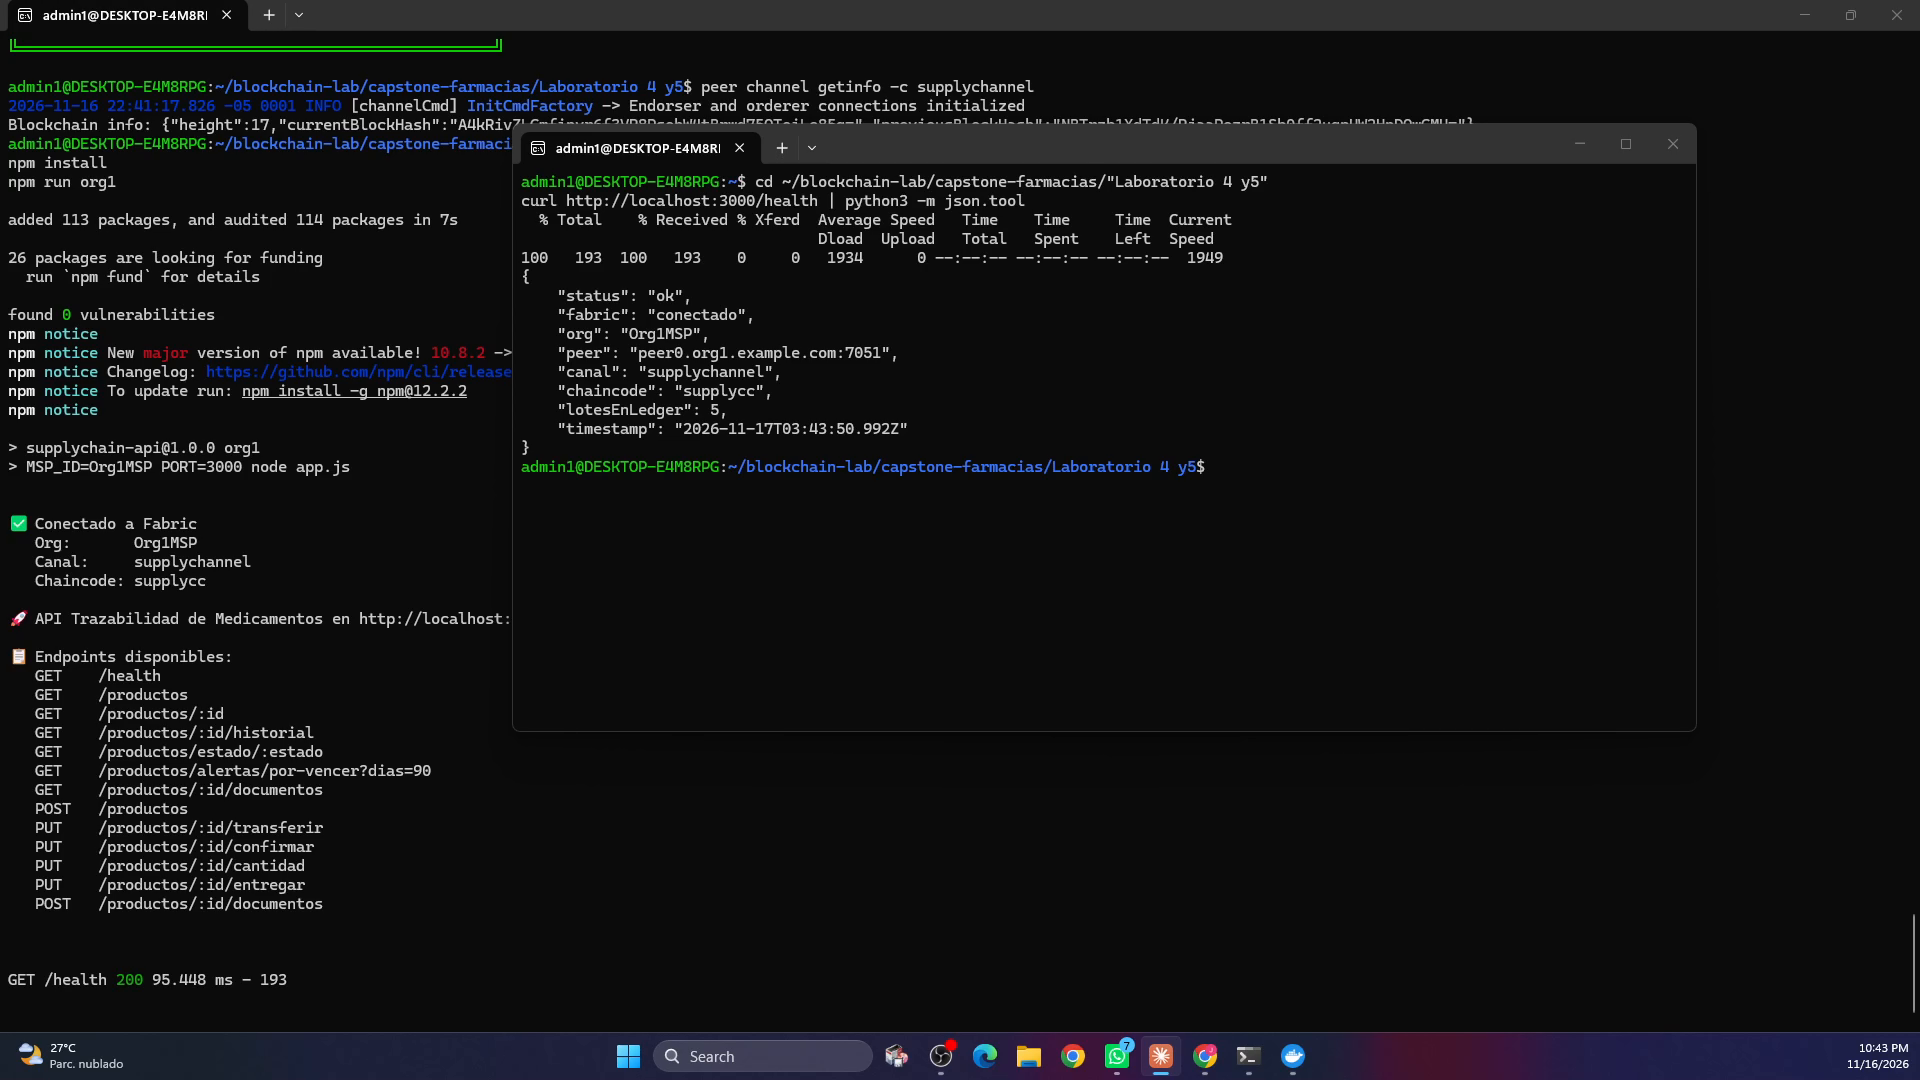 admin1@DESKTOP-E4M8RI
admin1@DESKTOP-E4M8RPG:~/blockchain-lab/capstone-farmacias/Laboratorio 4 y5$ peer channel getinfo -c supplychannel
2026-11-16 22:41:17.826 -05 0001 INFO [channelCmd] InitCmdFactory -> Endorser and orderer connections initialized
Blockchain info: {"height":17,"currentBlockHash":
admin1@DESKTOP-E4M8RPG:~/blockchain-lab/capstone-farmaci
npm install
npm run org1
added 113 packages, and audited 114 packages in 7s
26 packages are looking for funding
run `npm fund` for details
found 0 vulnerabilities
npm notice
npm notice New major version of npm available! 10.8.2 ->
npm notice Changelog: https://github.com/npm/cli/release
npm notice To update run: npm install -g npm@12.2.2
npm notice
> supplychain-api@1.0.0 org1
> MSP_ID=Org1MSP PORT=3000 node app.js
✅ Conectado a Fabric
Org: Org1MSP
Canal: supplychannel
Chaincode: supplycc
🚀 API Trazabilidad de Medicamentos en http://localhost:
📋 Endpoints disponibles:
GET /health
GET /productos
GET /productos/:id
GET /productos/:id/historial
GET /productos/estado/:estado
GET /productos/alertas/por-vencer?dias=90
GET /productos/:id/documentos
POST /productos
PUT /productos/:id/transferir
PUT /productos/:id/confirmar
PUT /productos/:id/cantidad
PUT /productos/:id/entregar
POST /productos/:id/documentos
GET /health 200 95.448 ms - 193
admin1@DESKTOP-E4M8RI
admin1@DESKTOP-E4M8RPG:~$ cd ~/blockchain-lab/capstone-farmacias/"Laboratorio 4 y5"
curl http://localhost:3000/health | python3 -m json.tool
% Total % Received % Xferd Average Speed Time Time Time Current
Dload Upload Total Spent Left Speed
100 193 100 193 0 0 1934 0 --:--:-- --:--:-- --:--:-- 1949
{
"status": "ok",
"fabric": "conectado",
"org": "Org1MSP",
"peer": "peer0.org1.example.com:7051",
"canal": "supplychannel",
"chaincode": "supplycc",
"lotesEnLedger": 5,
"timestamp": "2026-11-17T03:43:50.992Z"
}
admin1@DESKTOP-E4M8RPG:~/blockchain-lab/capstone-farmacias/Laboratorio 4 y5$
27°C
Parc. nublado
Search
7
10:43 PM
11/16/2026